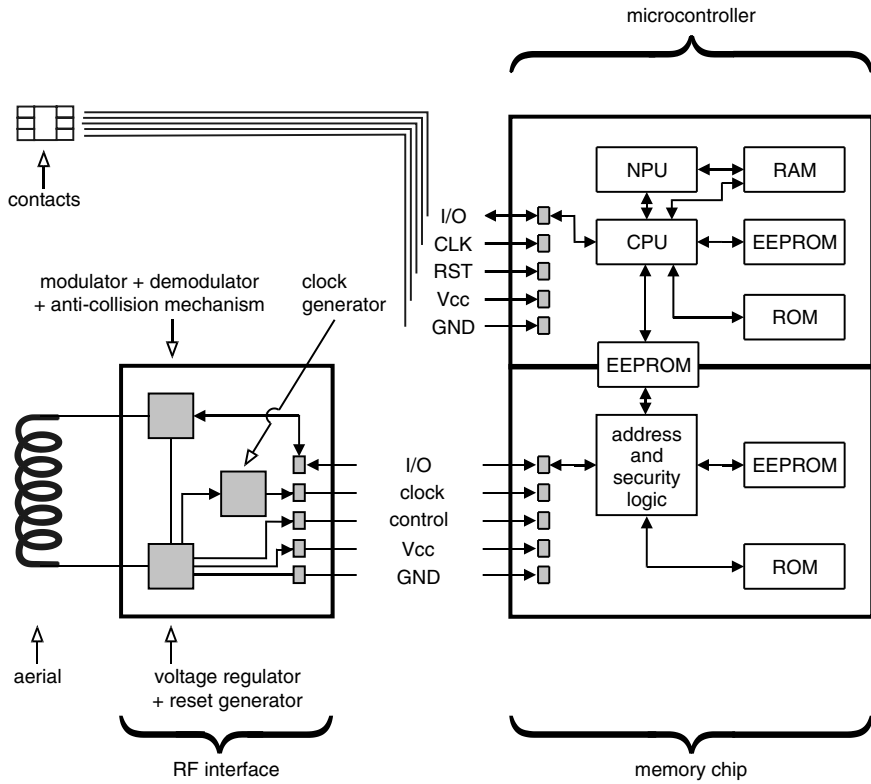 microcontroller
contacts
NPU
RAM
I/O
CPU
EEPROM
CLK
RST
Vcc
ROM
GND
modulator + demodulator
+ anti-collision mechanism
clock
generator
EEPROM
address
and
security
logic
I/O
EEPROM
clock
control
Vcc
ROM
GND
aerial
voltage regulator
+ reset generator
RF interface
memory chip